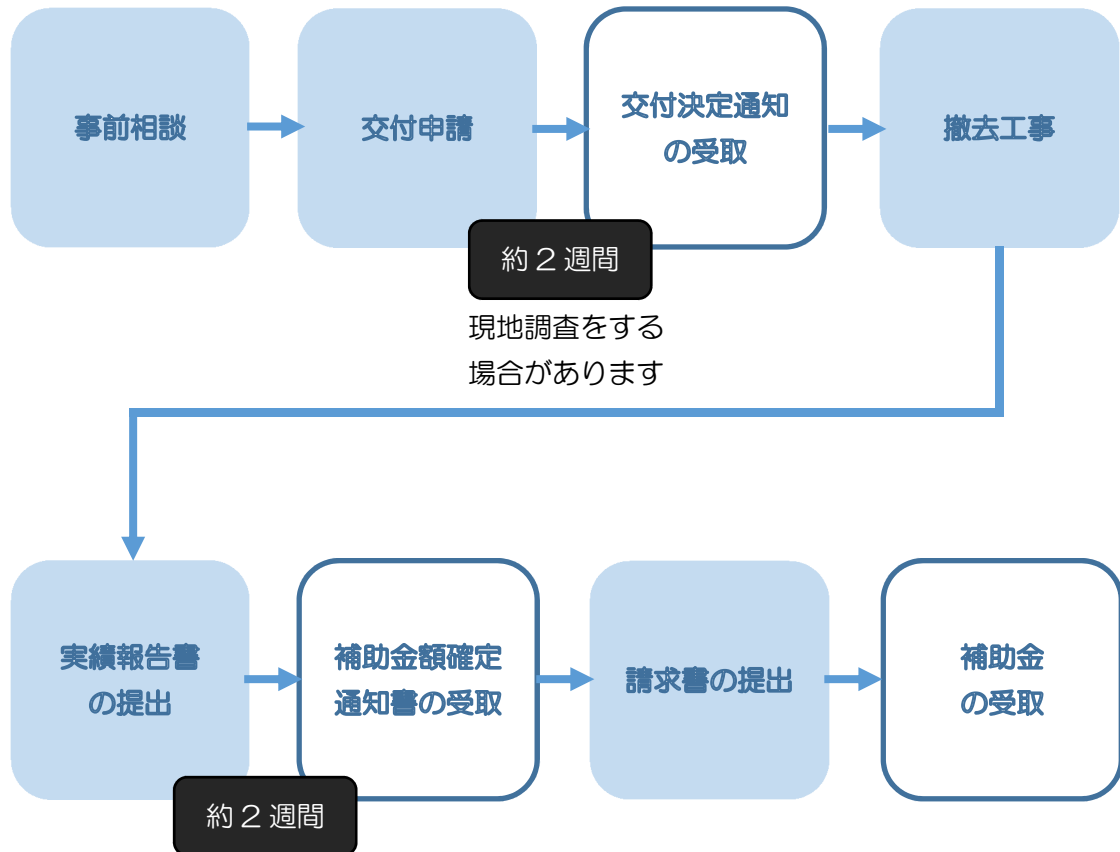 事前相談
交付申請
交付決定通知
の受取
撤去工事
約２週間
現地調査をする
場合があります
実績報告書
の提出
補助金額確定
通知書の受取
請求書の提出
補助金
の受取
約２週間